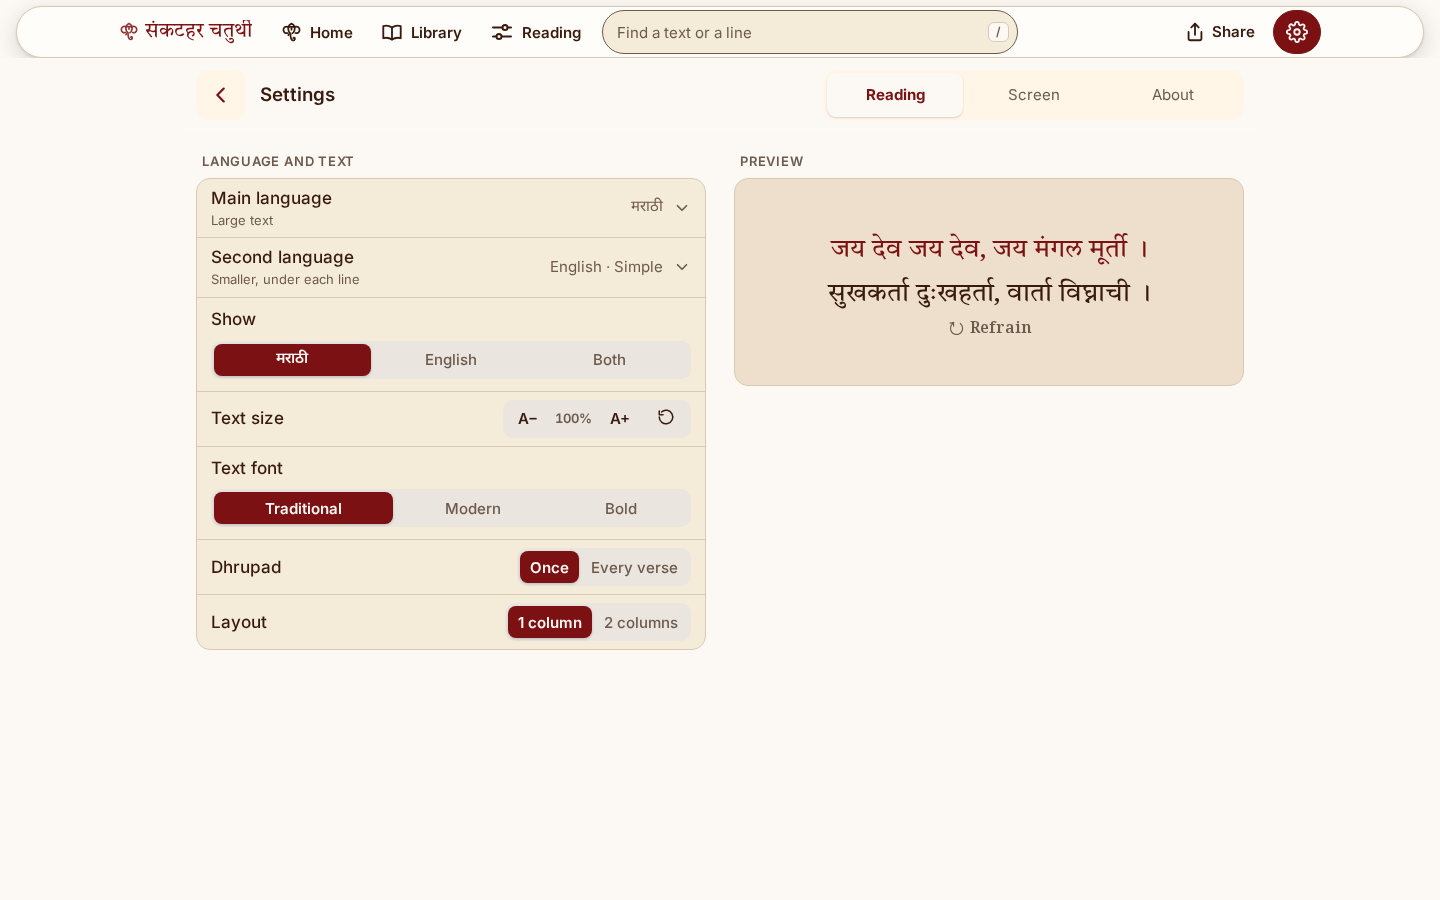 संकटहर चतुर्थी
Home
Library
Reading
Find a text or a line
/
Share
Settings
Reading
Screen
About
LANGUAGE AND TEXT
Main language
Large text
मराठी
Second language
Smaller, under each line
English · Simple
Show
मराठी
English
Both
Text size
A−
100%
A+
Text font
Traditional
Modern
Bold
Dhrupad
Once
Every verse
Layout
1 column
2 columns
PREVIEW
जय देव जय देव, जय मंगल मूर्ती ।
सुखकर्ता दुःखहर्ता, वार्ता विघ्नाची ।
Refrain